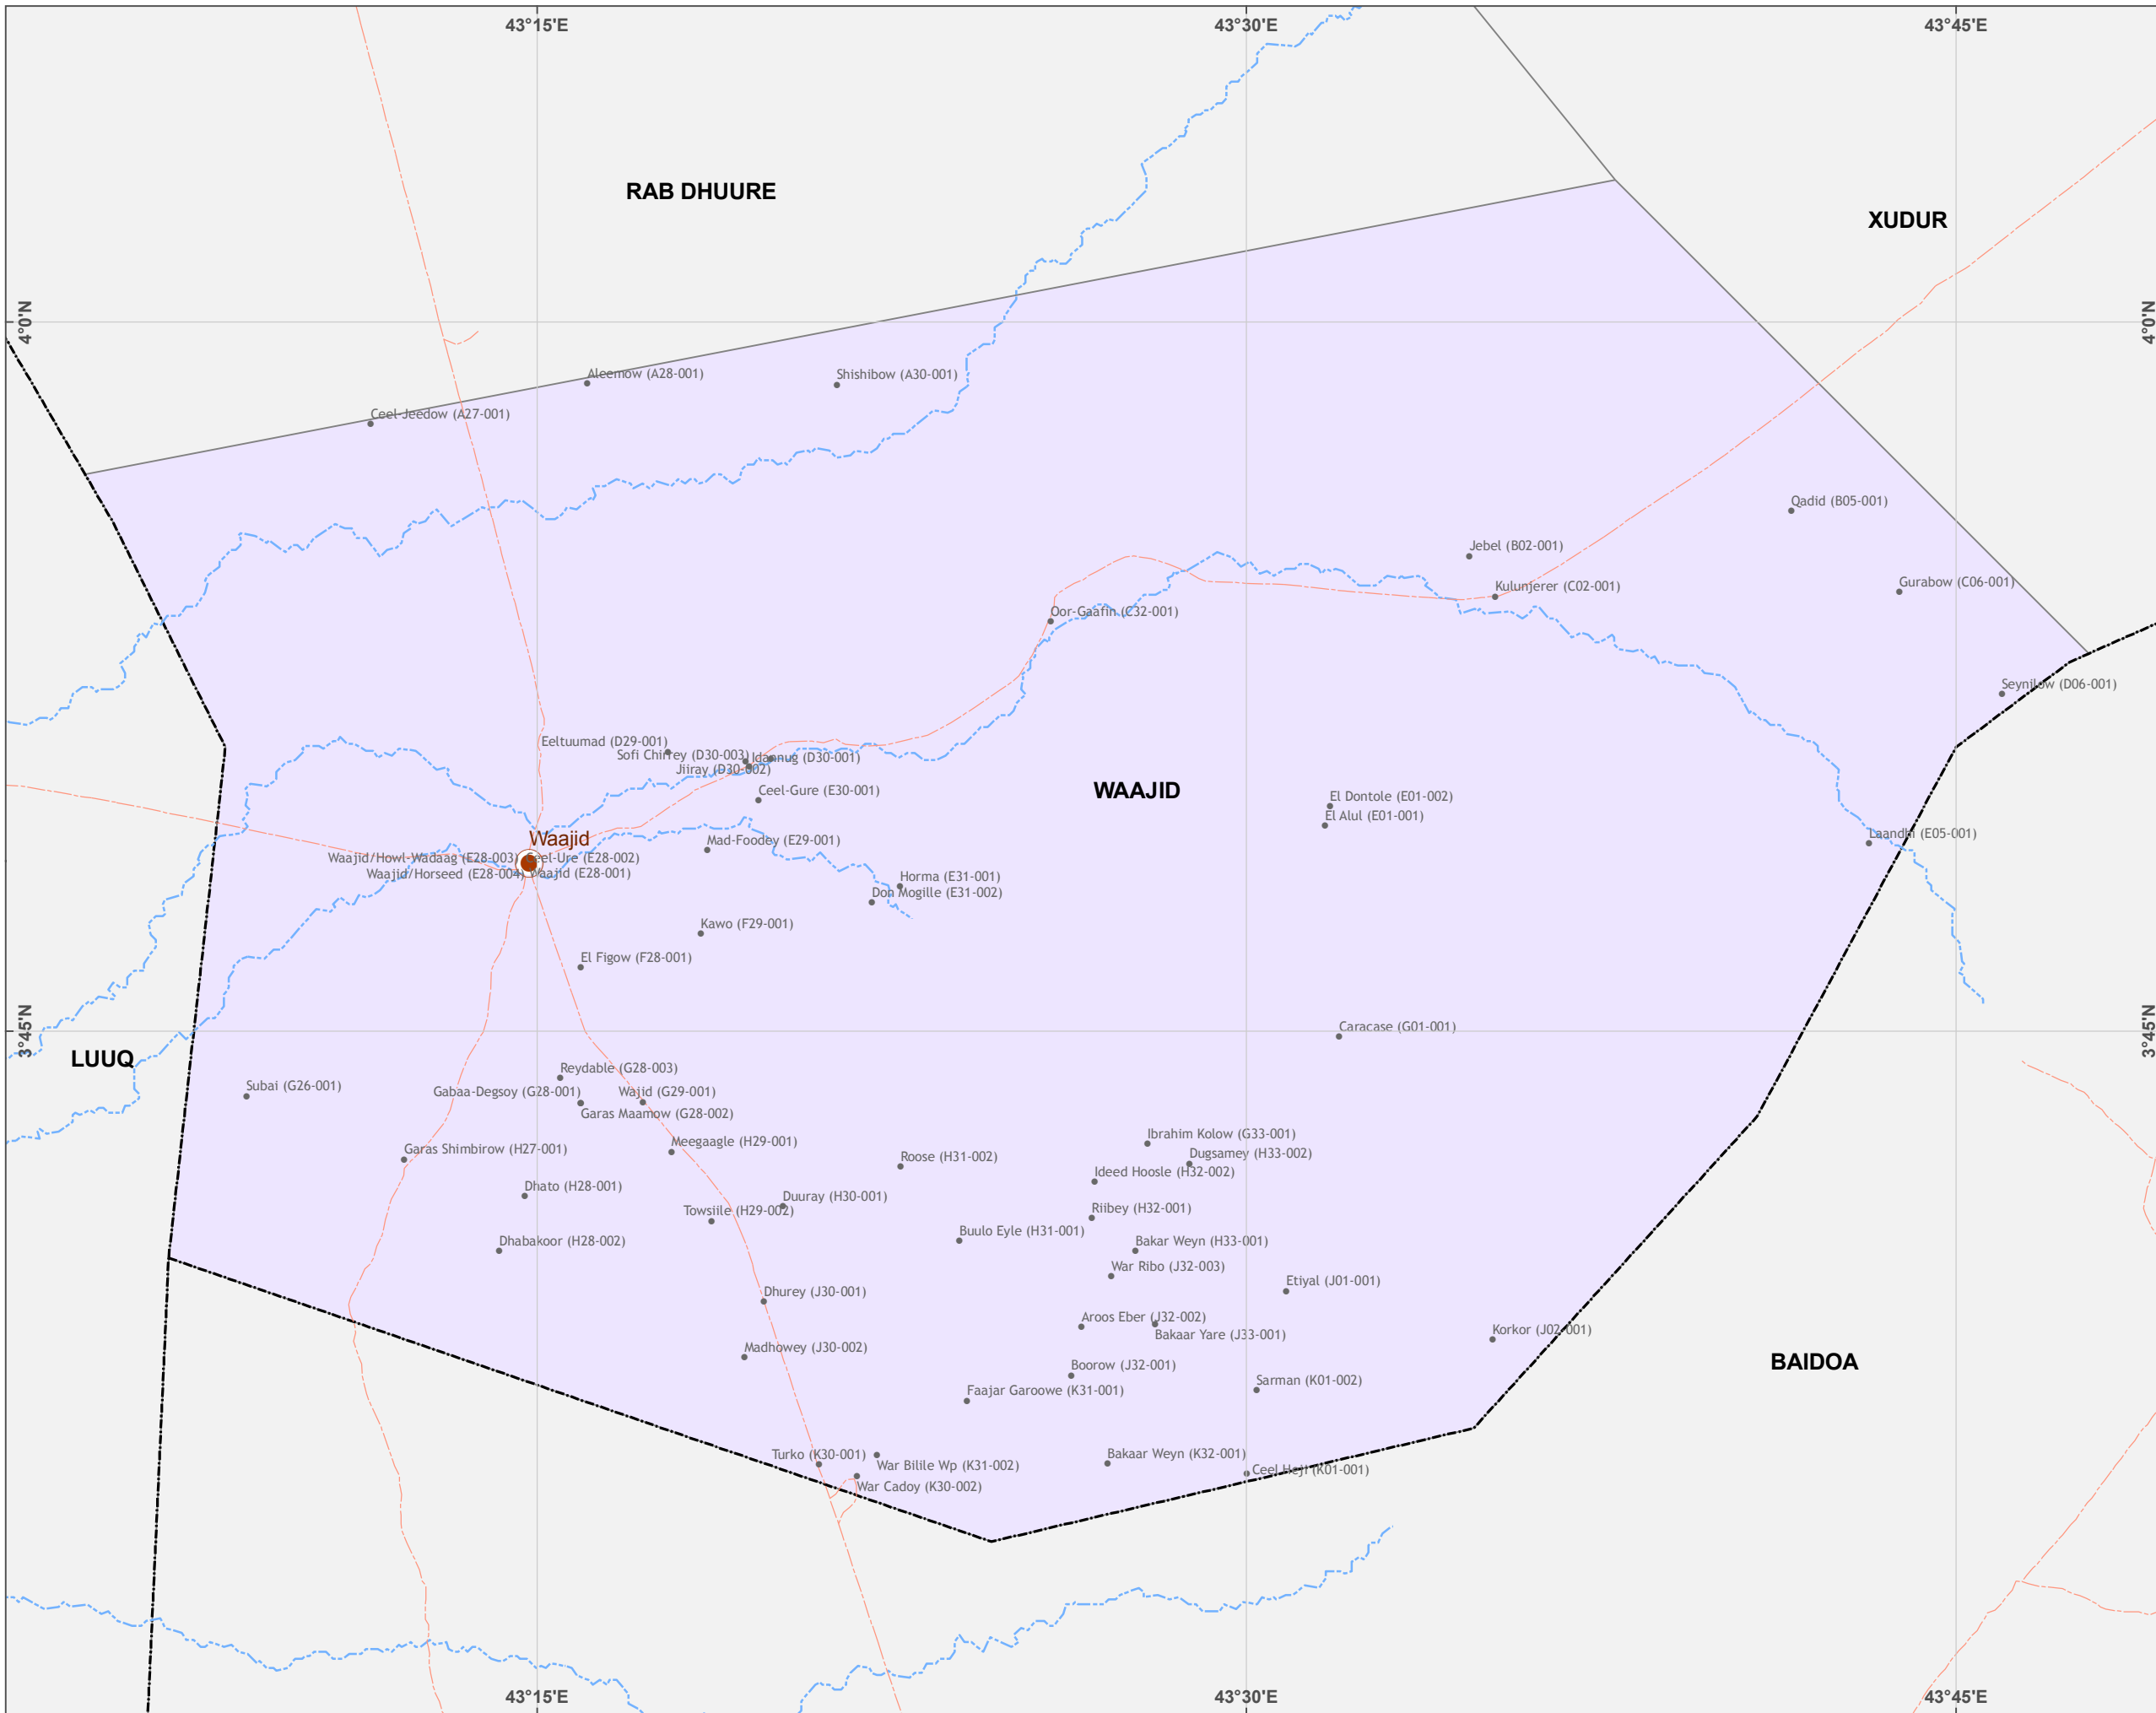 43°15'E
43°30'E
43°45'E
RAB DHUURE
XUDUR
4°0'N
4°0'N
Aleemow (A28-001)
Shishibow (A30-001)
Ceel-Jeedow (A27-001)
Qadid (B05-001)
Jebel (B02-001)
Kulunjerer (C02-001)
Gurabow (C06-001)
Oor-Gaafin (C32-001)
Seynilow (D06-001)
Eeltuumad (D29-001)
Sofi Chirrey (D30-003)
Idannug (D30-001)
Jiiray (D30-002)
WAAJID
Ceel-Gure (E30-001)
El Dontole (E01-002)
El Alul (E01-001)
Waajid
Mad-Foodey (E29-001)
Laandhi (E05-001)
Waajid/Howl-Wadaag (E28-003)
Ceel-Ure (E28-002)
Waajid/Horseed (E28-004)
Waajid (E28-001)
Horma (E31-001)
Don Mogille (E31-002)
Kawo (F29-001)
El Figow (F28-001)
3°45'N
3°45'N
Caracase (G01-001)
LUUQ
Reydable (G28-003)
Subai (G26-001)
Gabaa-Degsoy (G28-001)
Wajid (G29-001)
Garas Maamow (G28-002)
Ibrahim Kolow (G33-001)
Meegaagle (H29-001)
Garas Shimbirow (H27-001)
Roose (H31-002)
Dugsamey (H33-002)
Ideed Hoosle (H32-002)
Dhato (H28-001)
Duuray (H30-001)
Towsiile (H29-002)
Riibey (H32-001)
Buulo Eyle (H31-001)
Dhabakoor (H28-002)
Bakar Weyn (H33-001)
War Ribo (J32-003)
Etiyal (J01-001)
Dhurey (J30-001)
Aroos Eber (J32-002)
Bakaar Yare (J33-001)
Korkor (J02-001)
Madhowey (J30-002)
BAIDOA
Boorow (J32-001)
Sarman (K01-002)
Faajar Garoowe (K31-001)
Turko (K30-001)
War Bilile Wp (K31-002)
Bakaar Weyn (K32-001)
Ceel Heji (K01-001)
War Cadoy (K30-002)
43°15'E
43°30'E
43°45'E